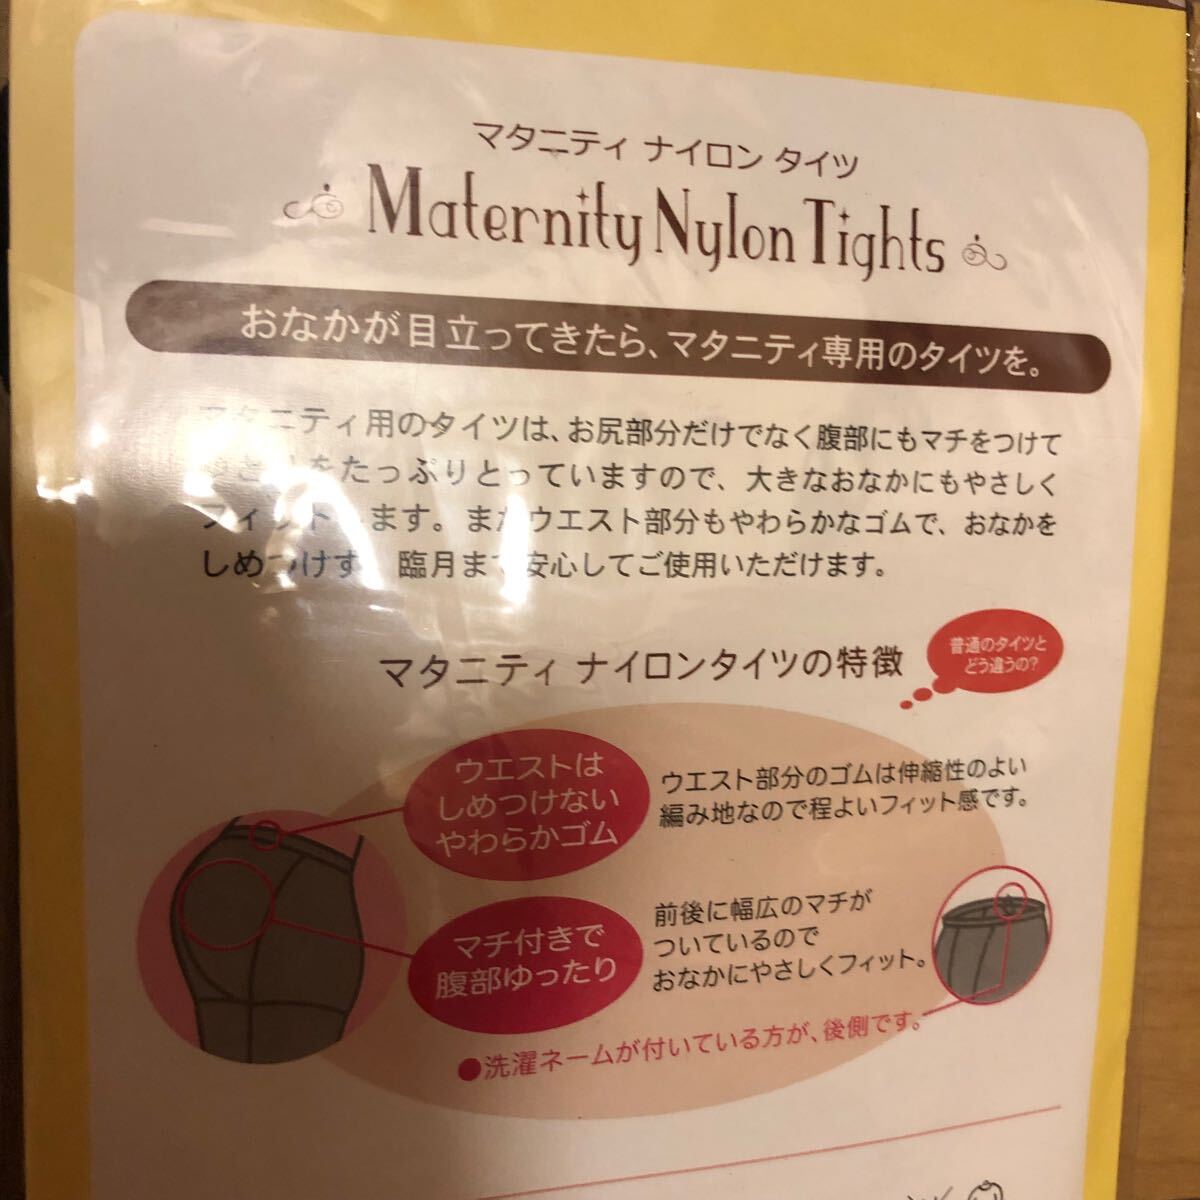 マタニティ ナイロン タイツ
Maternity Nylon Tights
おなかが目立ってきたら、マタニティ専用のタイツを。
マタニティ用のタイツは、お尻部分だけでなく腹部にもマチをつけて
をたっぷりとっていますので、大きなおなかにもやさしく
フィットします。またウエスト部分もやわらかなゴムで、おなかを
しめつけず、臨月まで安心してご使用いただけます。
マタニティ ナイロンタイツの特徴
普通のタイツと
どう違うの?
ウエストは
しめつけない
やわらかゴム
ウエスト部分のゴムは伸縮性のよい
編み地なので程よいフィット感です。
マチ付きで
腹部ゆったり
前後に幅広のマチが
ついているので
おなかにやさしくフィット。
●洗濯ネームが付いている方が、後側です。